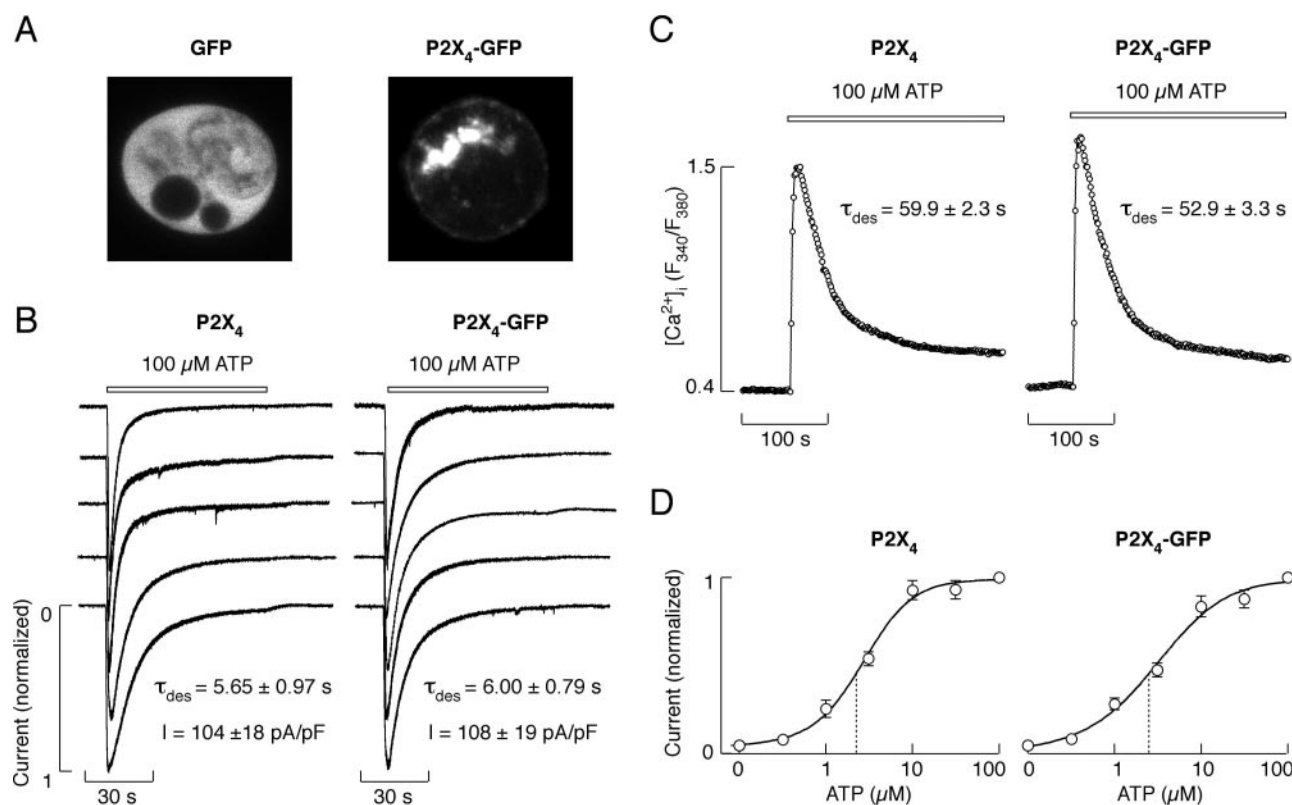 A
GFP
P2X4-GFP
B
P2X4
P2X4-GFP
100 µM ATP
Current (normalized)
0
1
τdes = 5.65 ± 0.97 s
I = 104 ±18 pA/pF
τdes = 6.00 ± 0.79 s
I = 108 ± 19 pA/pF
30 s
30 s
C
P2X4
P2X4-GFP
100 µM ATP
100 µM ATP
[Ca2+]i (F340/F380)
1.5
0.4
τdes = 59.9 ± 2.3 s
τdes = 52.9 ± 3.3 s
100 s
100 s
D
P2X4
P2X4-GFP
Current (normalized)
1
0
0 1 10 100
0 1 10 100
ATP (µM)
ATP (µM)
100 µM ATP